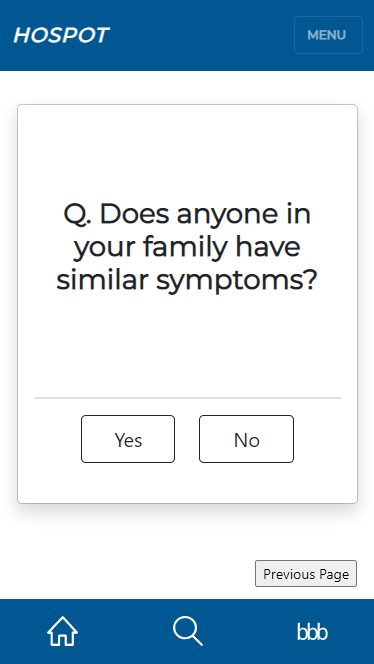 HOSPOT
MENU
Q. Does anyone in
your family have
similar symptoms?
Yes
No
Previous Page
bbb